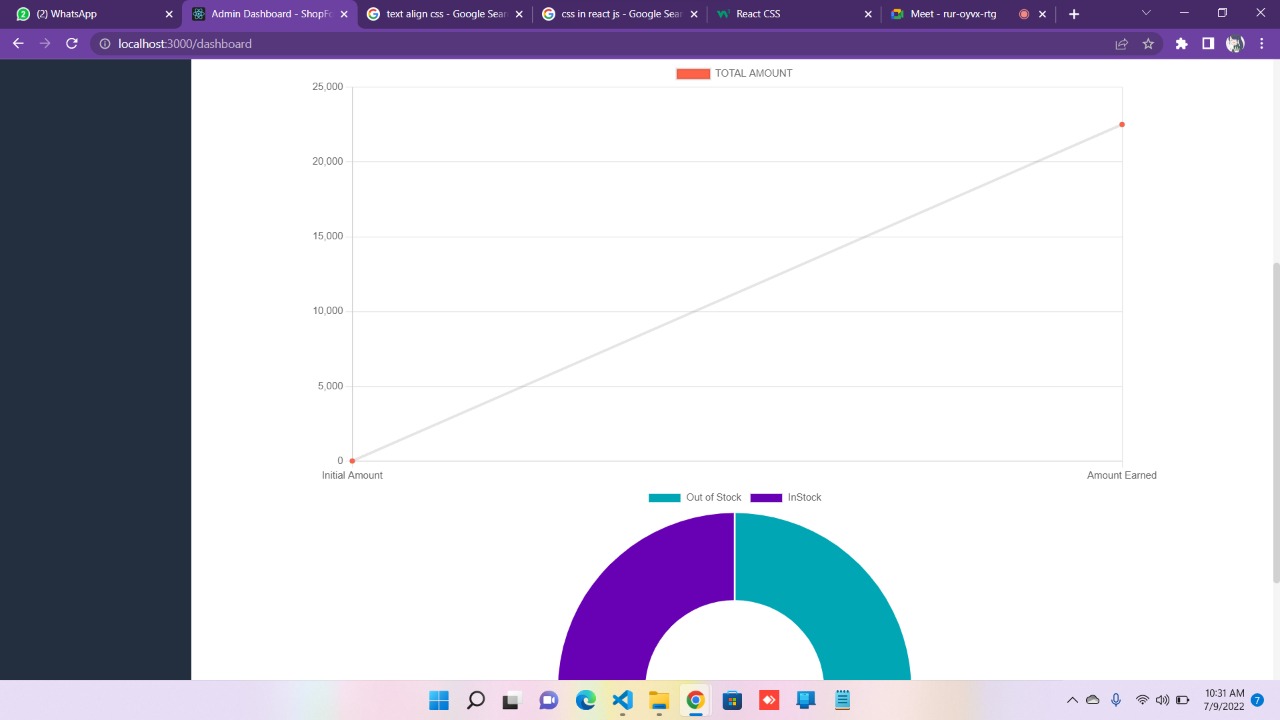 (2) WhatsApp
Admin Dashboard - ShopF
text align css - Google Sear
css in react js - Google Sear
React CSS
Meet - rur-oyvx-rtg
localhost:3000/dashboard
TOTAL AMOUNT
25,000
20,000
15,000
10,000
5,000
0
Initial Amount Amount Earned
Out of Stock InStock
10:31 AM
7/9/2022
7